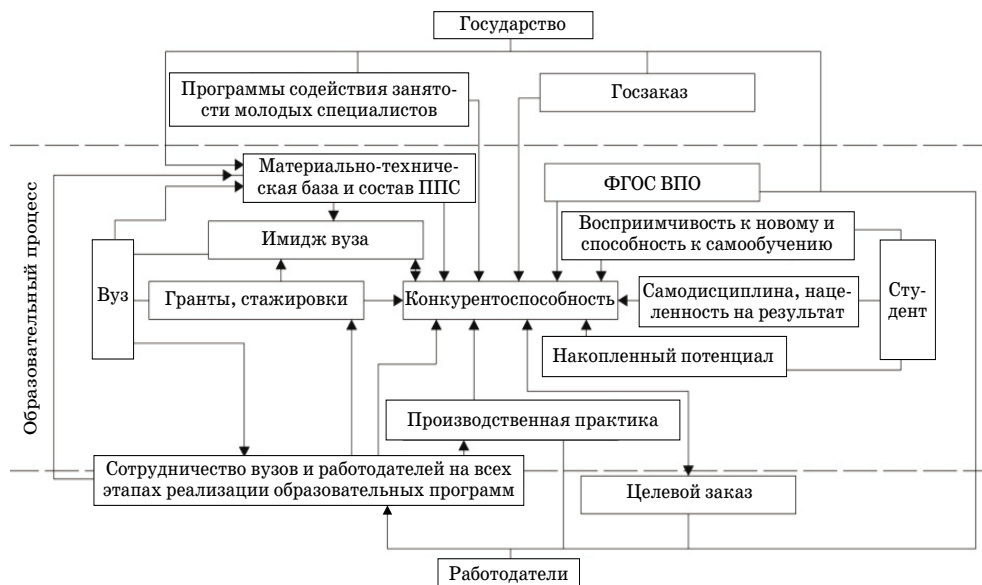 Государство
Программы содействия занято-
сти молодых специалистов
Госзаказ
Материально-техниче-
ская база и состав ППС
ФГОС ВПО
Восприимчивость к новому и
способность к самообучению
Имидж вуза
Образовательный процесс
Вуз
Гранты, стажировки
Конкурентоспособность
Самодисциплина, наце-
ленность на результат
Сту-
дент
Накопленный потенциал
Производственная практика
Сотрудничество вузов и работодателей на всех
этапах реализации образовательных программ
Целевой заказ
Работодатели